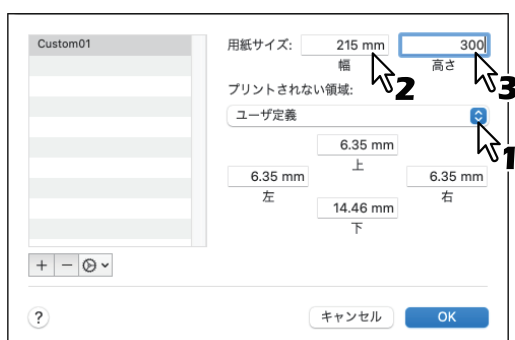 Custom01
用紙サイズ: 215 mm 300
幅 高さ
2 3
プリントされない領域:
ユーザ定義
1
6.35 mm
上
6.35 mm 6.35 mm
左 右
14.46 mm
下
+ −
? キャンセル OK